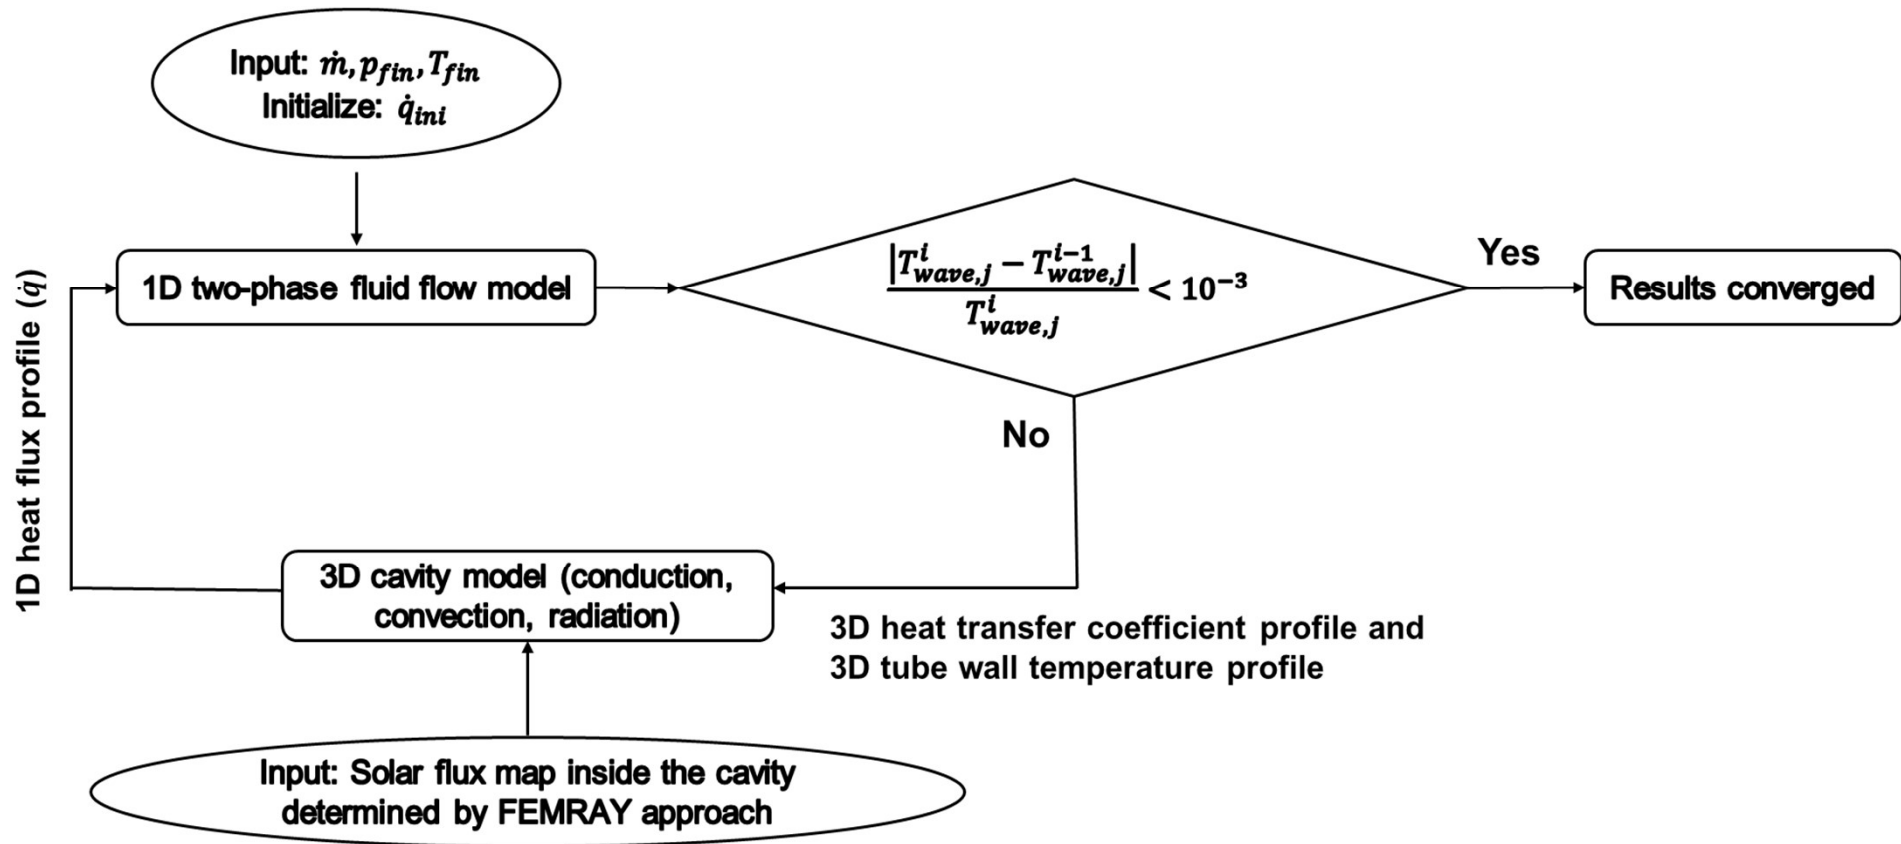 Input: ṁ, p_fin, T_fin
Initialize: q̇_ini
1D two-phase fluid flow model
|T^i_wave,j − T^i−1_wave,j|
T^i_wave,j
< 10^−3
Yes
Results converged
No
1D heat flux profile (q̇)
3D cavity model (conduction,
convection, radiation)
3D heat transfer coefficient profile and
3D tube wall temperature profile
Input: Solar flux map inside the cavity
determined by FEMRAY approach